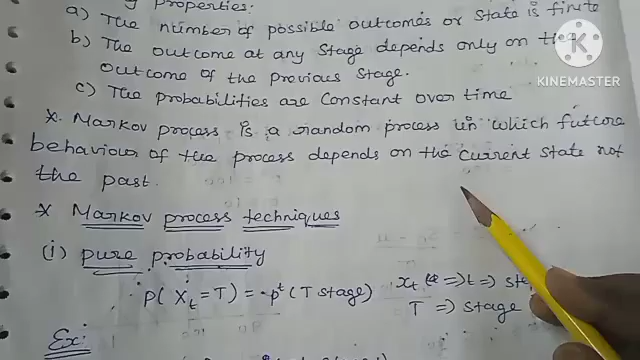 properties:
a) The number of possible outcomes or state is finite
b) The outcome at any stage depends only on the
outcome of the previous stage.
c) The probabilities are constant over time
KINEMASTER
* Markov process is a random process in which future
behaviour of the process depends on the current state not
the past.
* Markov process techniques
(i) pure probability
P(X_t = T) = p^t (T stage)
T => stage
Ex: